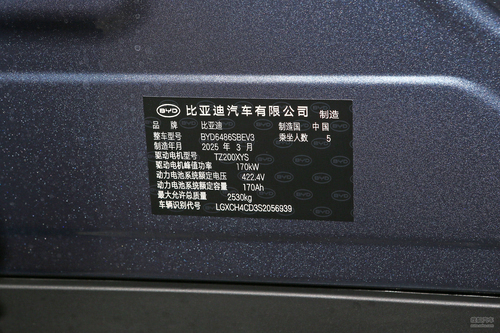 BYD 比亚迪汽车有限公司 制造
品 牌 比亚迪 制造国 中国
整车型号 BYD6486SBEV3 乘坐人数 5
制造年月 2025 年 3 月
驱动电机型号 TZ200XYS
驱动电机峰值功率 170kW
动力电池系统额定电压 422.4V
动力电池系统额定容量 170Ah
最大允许总质量 2530kg
车辆识别代号 LGXCH4CD3S2056939